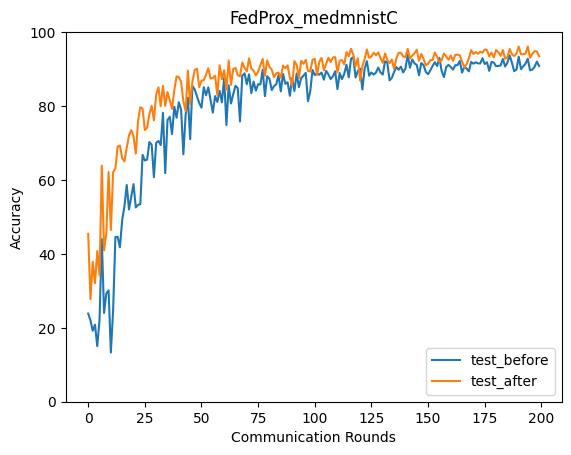 FedProx_medmnistC
100
80
60
40
20
0
Accuracy
0 25 50 75 100 125 150 175 200
Communication Rounds
test_before
test_after